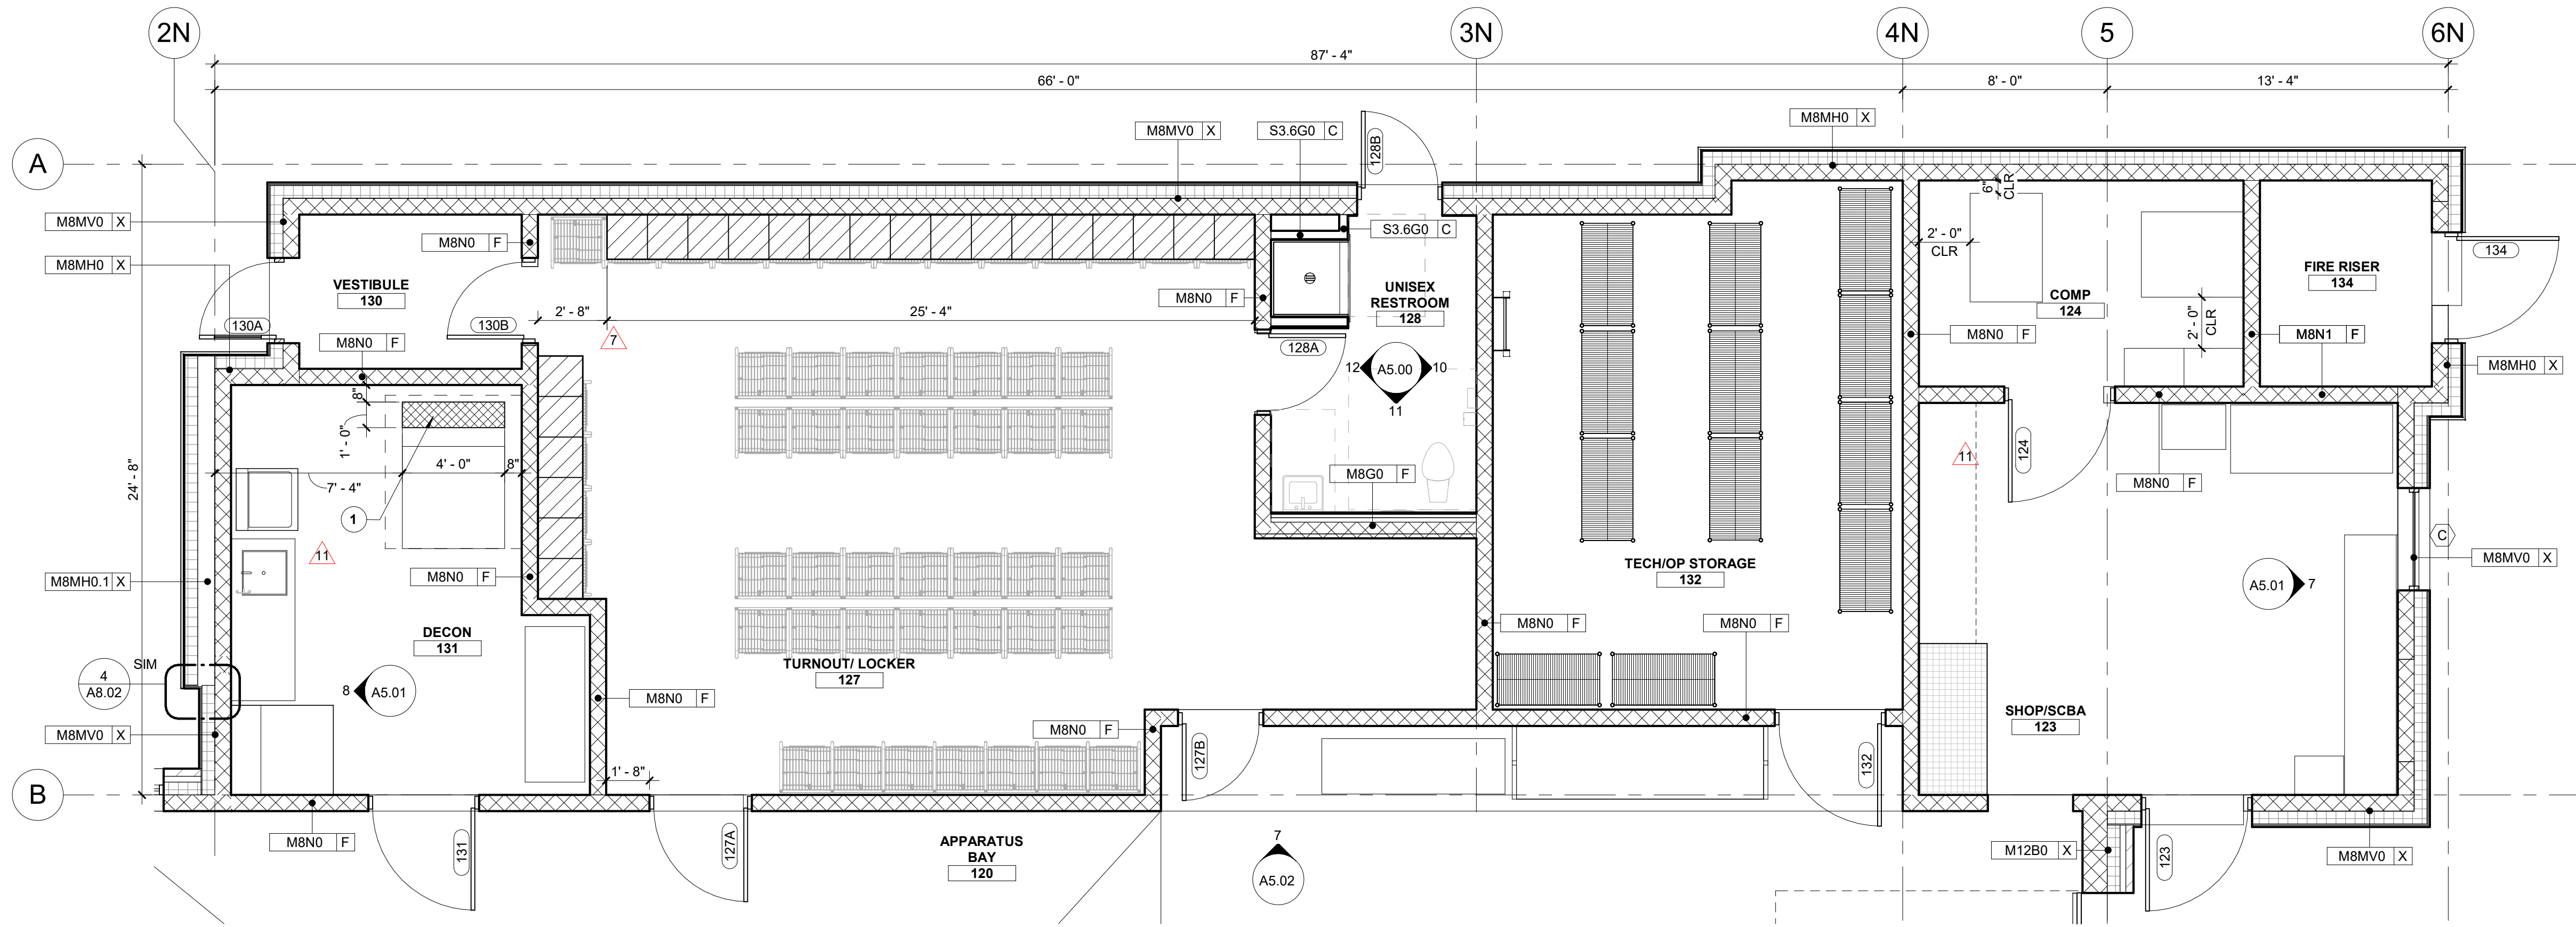 2N
3N
4N
5
6N
87' - 4"
66' - 0"
8' - 0"
13' - 4"
A
M8MV0 X
S3.6G0 C
128B
M8MH0 X
6"
CLR
M8MV0 X
M8N0 F
S3.6G0 C
2' - 0"
CLR
134
M8MH0 X
VESTIBULE
130
UNISEX
RESTROOM
128
COMP
124
FIRE RISER
134
M8N0 F
2' - 8"
25' - 4"
130A
130B
7
128A
M8N0 F
M8N0 F
2' - 0"
CLR
M8N1 F
M8MH0 X
12
A5.00
10
11
8"
1' - 0"
4' - 0"
8"
7' - 4"
24' - 8"
1
M8G0 F
11
124
M8N0 F
11
C
M8MV0 X
M8MH0.1 X
M8N0 F
TECH/OP STORAGE
132
A5.01
7
DECON
131
M8N0 F
M8N0 F
SIM
4
A8.02
TURNOUT/ LOCKER
127
8
A5.01
M8N0 F
SHOP/SCBA
123
M8MV0 X
M8N0 F
127B
132
1' - 8"
B
M8N0 F
131
127A
APPARATUS
BAY
120
7
A5.02
M12B0 X
123
M8MV0 X